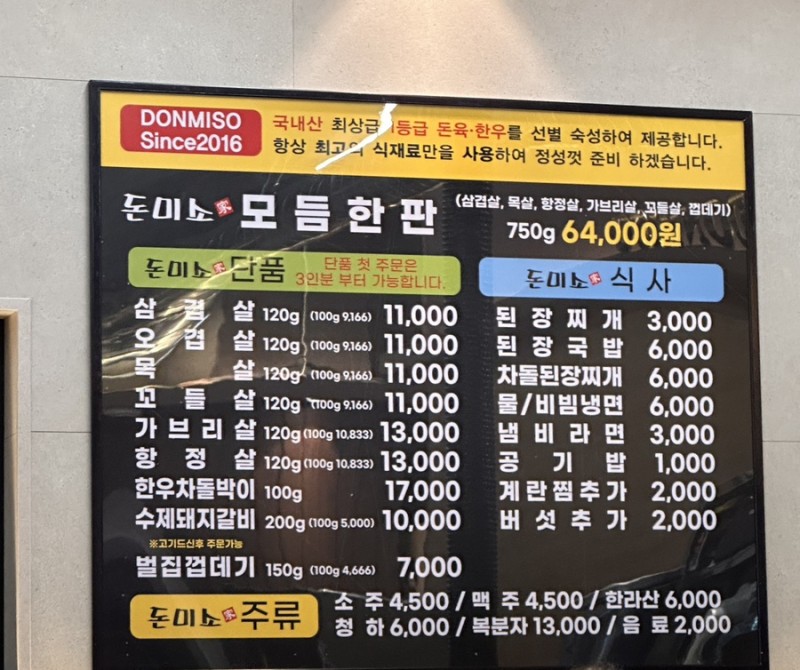 DONMISO
Since2016
국내산 최상급 1등급 돈육·한우를 선별 숙성하여 제공합니다.
항상 최고의 식재료만을 사용하여 정성껏 준비 하겠습니다.
돈미소家 모듬한판 (삼겹살, 목살, 항정살, 가브리살, 꼬들살, 껍데기)
750g 64,000원
돈미소家 단품 단품 첫 주문은
3인분 부터 가능합니다.
삼겹살 120g (100g 9,166) 11,000
오겹살 120g (100g 9,166) 11,000
목살 120g (100g 9,166) 11,000
꼬들살 120g (100g 9,166) 11,000
가브리살 120g (100g 10,833) 13,000
항정살 120g (100g 10,833) 13,000
한우차돌박이 100g 17,000
수제돼지갈비 200g (100g 5,000) 10,000
※고기드신후 주문가능
벌집껍데기 150g (100g 4,666) 7,000
돈미소家 식사
된장찌개 3,000
된장국밥 6,000
차돌된장찌개 6,000
물/비빔냉면 6,000
냄비라면 3,000
공기밥 1,000
계란찜추가 2,000
버섯추가 2,000
돈미소家 주류
소주 4,500 / 맥주 4,500 / 한라산 6,000
청하 6,000 / 복분자 13,000 / 음료 2,000